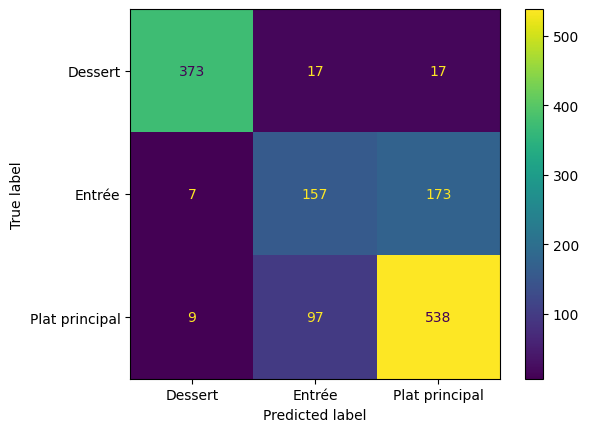 500
Dessert 373 17 17
400
True label
300
Entrée 7 157 173
200
Plat principal 9 97 538
100
Dessert Entrée Plat principal
Predicted label